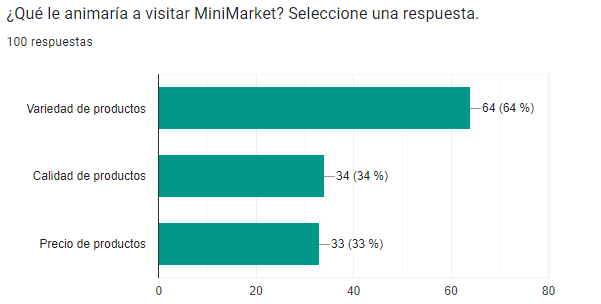 ¿Qué le animaría a visitar MiniMarket? Seleccione una respuesta.
100 respuestas
Variedad de productos
64 (64 %)
Calidad de productos
34 (34 %)
Precio de productos
33 (33 %)
0
20
40
60
80